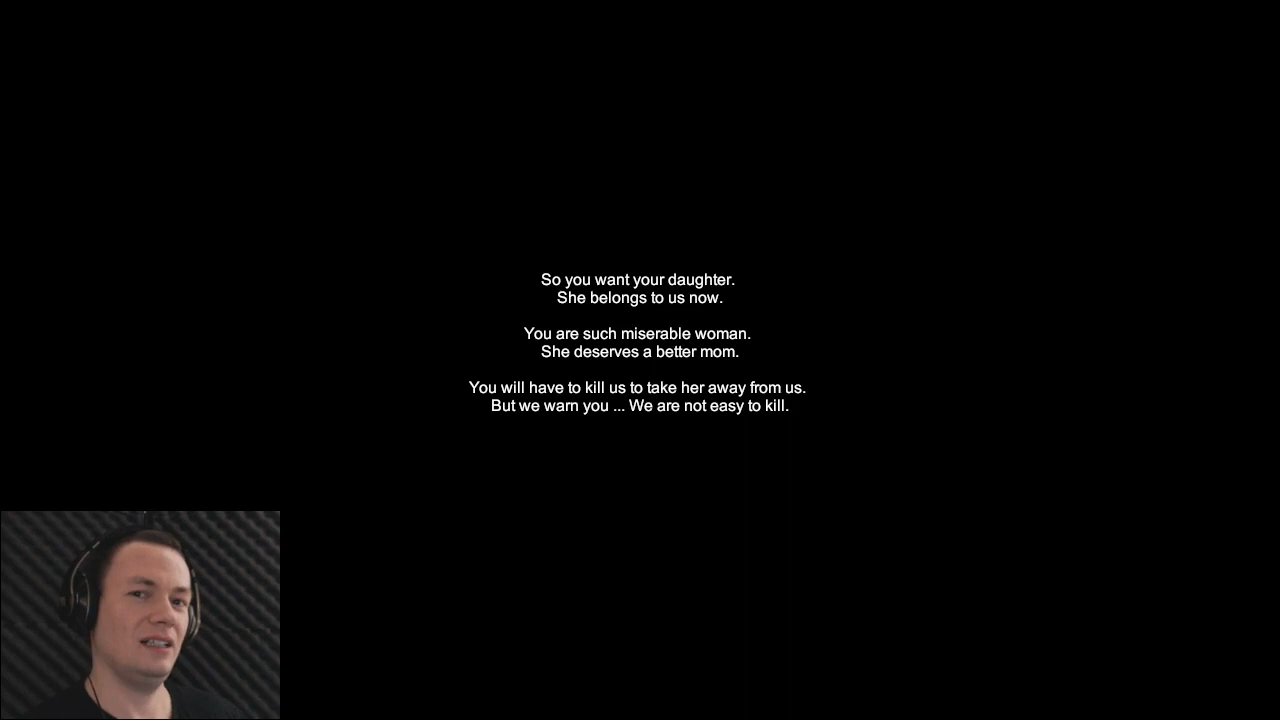 So you want your daughter.
She belongs to us now.
You are such miserable woman.
She deserves a better mom.
You will have to kill us to take her away from us.
But we warn you ... We are not easy to kill.